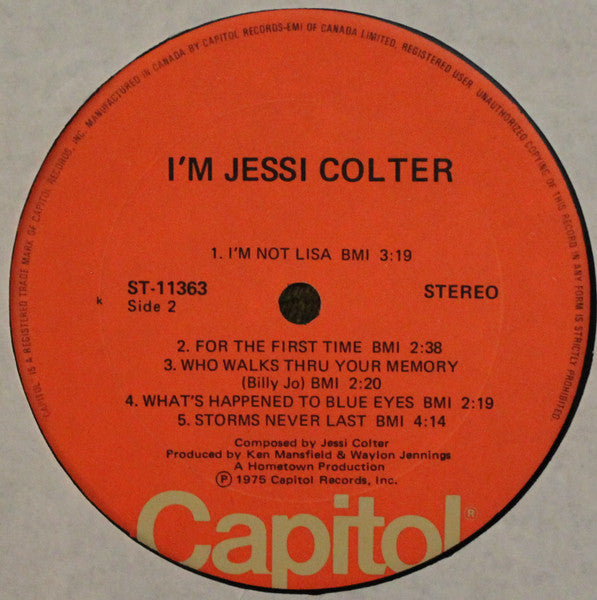 MANUFACTURED IN CANADA BY CAPITOL RECORDS-EMI OF CANADA LIMITED, REGISTERED USER. UNAUTHORIZED COPYING OF THIS RECORD IN ANY FORM IS STRICTLY PROHIBITED.
CAPITOL IS A REGISTERED TRADE MARK OF CAPITOL RECORDS, INC.
I'M JESSI COLTER
1. I'M NOT LISA BMI 3:19
ST-11363
STEREO
k
Side 2
2. FOR THE FIRST TIME BMI 2:38
3. WHO WALKS THRU YOUR MEMORY
(Billy Jo) BMI 2:20
4. WHAT'S HAPPENED TO BLUE EYES BMI 2:19
5. STORMS NEVER LAST BMI 4:14
Composed by Jessi Colter
Produced by Ken Mansfield & Waylon Jennings
A Hometown Production
Ⓟ 1975 Capitol Records, Inc.
Capitol®